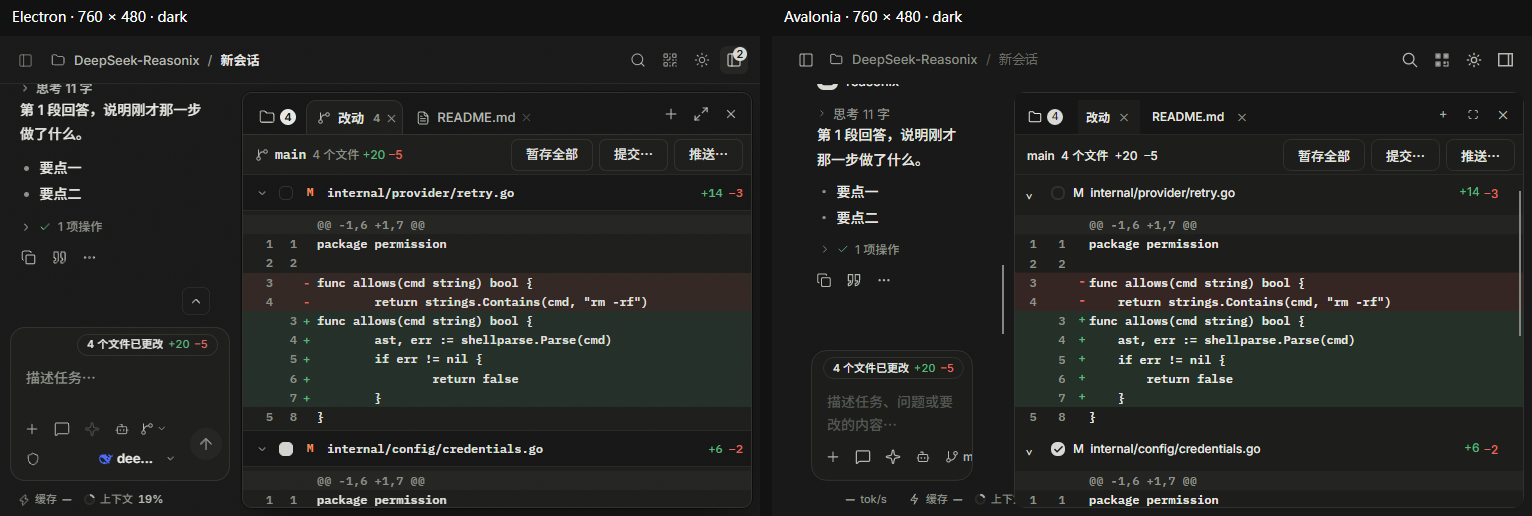 Electron · 760 × 480 · dark
DeepSeek-Reasonix / 新会话
2
思考 11 字
第 1 段回答，说明刚才那一步
做了什么。
要点一
要点二
1 项操作
4 个文件已更改 +20 −5
描述任务…
dee...
缓存 — 上下文 19%
4 改动 4 × README.md ×
main 4 个文件 +20 −5 暂存全部 提交… 推送…
M internal/provider/retry.go +14 −3
@@ -1,6 +1,7 @@
1 1 package permission
2 2
3 - func allows(cmd string) bool {
4 - return strings.Contains(cmd, "rm -rf")
3 + func allows(cmd string) bool {
4 + ast, err := shellparse.Parse(cmd)
5 + if err != nil {
6 + return false
7 + }
5 8 }
M internal/config/credentials.go +6 −2
@@ -1,6 +1,7 @@
1 1 package permission
Avalonia · 760 × 480 · dark
DeepSeek-Reasonix / 新会话
reasonix
思考 11 字
第 1 段回答，说明刚才
那一步做了什么。
要点一
要点二
1 项操作
4 个文件已更改 +20 −5
描述任务、问题或要
改的内容…
m
— tok/s 缓存 — 上下
4 改动 × README.md ×
main 4 个文件 +20 −5 暂存全部 提交… 推送…
M internal/provider/retry.go +14 −3
@@ -1,6 +1,7 @@
1 1 package permission
2 2
3 - func allows(cmd string) bool {
4 - return strings.Contains(cmd, "rm -rf")
3 + func allows(cmd string) bool {
4 + ast, err := shellparse.Parse(cmd)
5 + if err != nil {
6 + return false
7 + }
5 8 }
M internal/config/credentials.go +6 −2
@@ -1,6 +1,7 @@
1 1 package permission